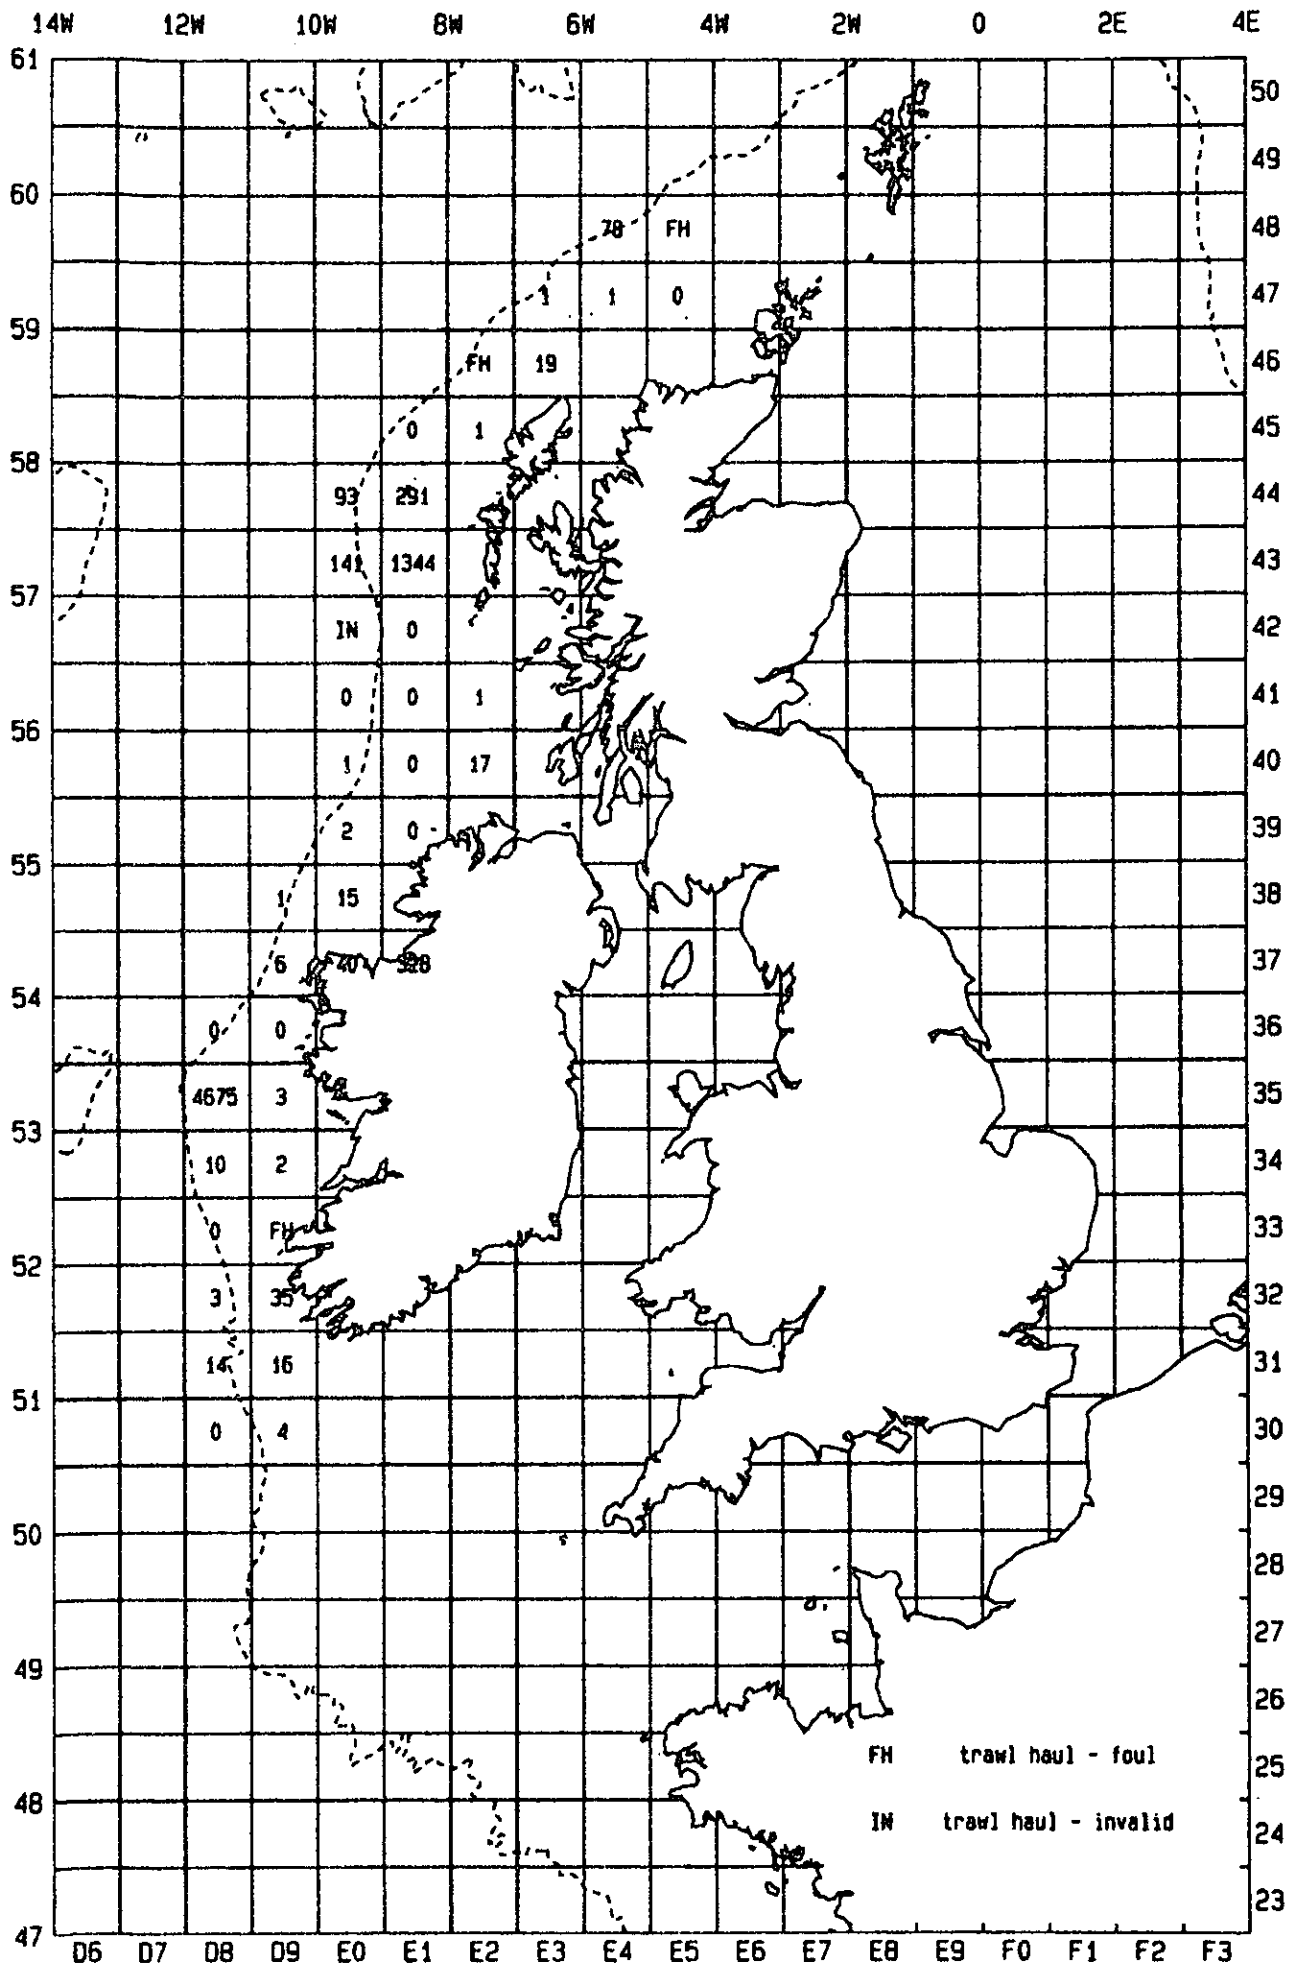 14W 12W 10W 8W 6W 4W 2W 0 2E 4E
61
50
49
60
78 FH 48
1 1 0 47
59
FH 19 46
0 1 45
58
93 291 44
141 1344 43
57
IN 0 42
0 0 1 41
56
1 0 17 40
2 0 39
55
1 15 38
6 40 328 37
54
0 0 36
4675 3 35
53
10 2 34
0 FH 33
52
3 35 32
14 16 31
51
0 4 30
29
50
28
27
49
26
FH trawl haul - foul 25
48
IN trawl haul - invalid 24
23
47
D6 D7 D8 D9 E0 E1 E2 E3 E4 E5 E6 E7 E8 E9 F0 F1 F2 F3